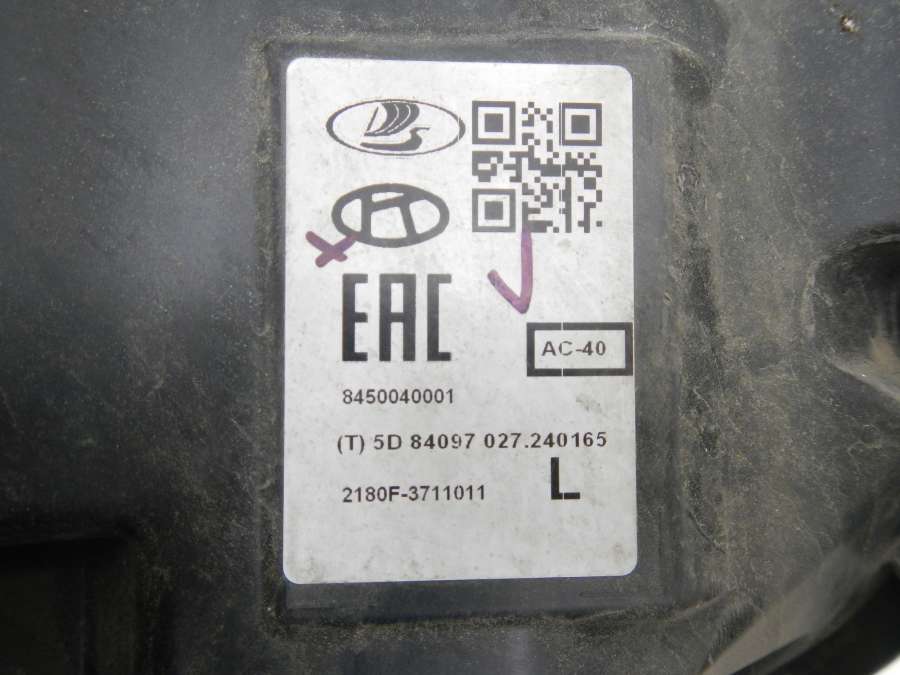 EAC
AC-40
8450040001
(T) 5D 84097 027.240165
2180F-3711011
L